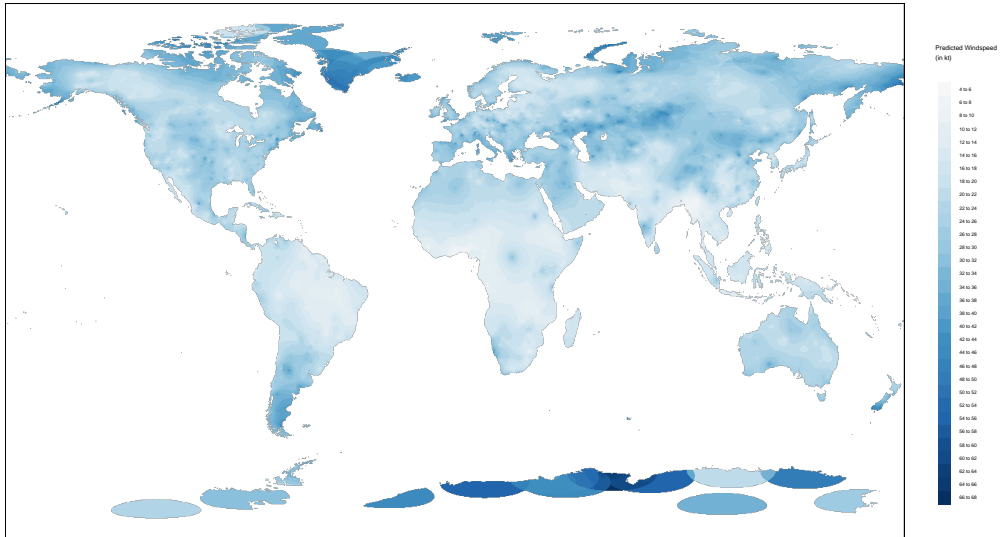 Predicted Windspeed
(in kt)
4 to 6
6 to 8
8 to 10
10 to 12
12 to 14
14 to 16
16 to 18
18 to 20
20 to 22
22 to 24
24 to 26
26 to 28
28 to 30
30 to 32
32 to 34
34 to 36
36 to 38
38 to 40
40 to 42
42 to 44
44 to 46
46 to 48
48 to 50
50 to 52
52 to 54
54 to 56
56 to 58
58 to 60
60 to 62
62 to 64
64 to 66
66 to 68